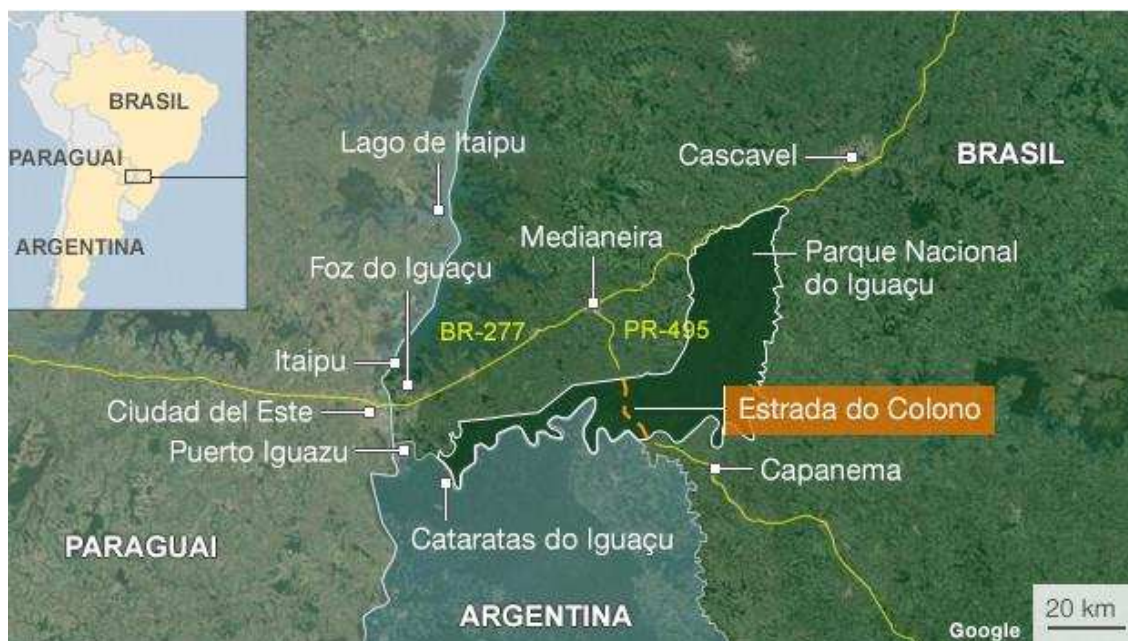 BRASIL
PARAGUAI
ARGENTINA
Lago de Itaipu
Cascavel
BRASIL
Medianeira
Parque Nacional
do Iguaçu
Foz do Iguaçu
BR-277
PR-495
Itaipu
Ciudad del Este
Estrada do Colono
Puerto Iguazu
Capanema
Cataratas do Iguaçu
PARAGUAI
ARGENTINA
20 km
Google